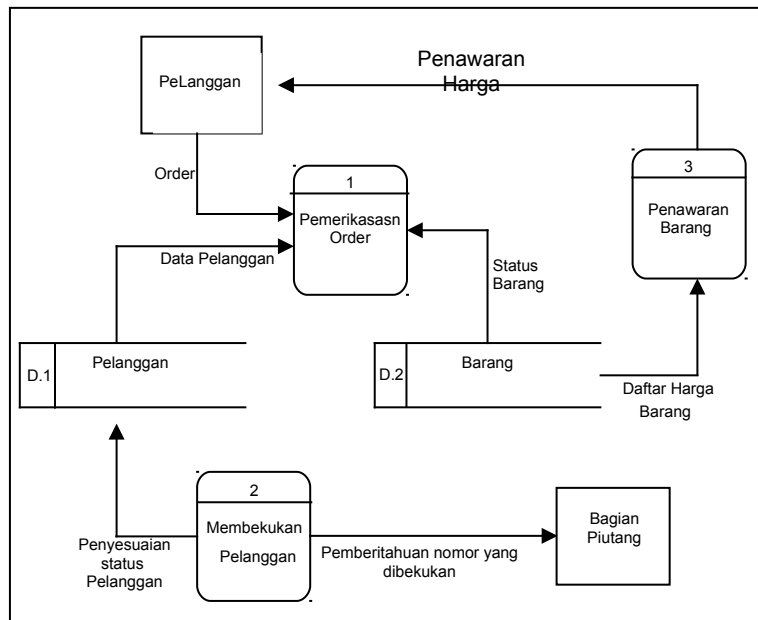 Penawaran
Harga
PeLanggan
Order
1
Pemerikasasn
Order
3
Penawaran
Barang
Data Pelanggan
Status
Barang
D.1
Pelanggan
D.2
Barang
Daftar Harga
Barang
2
Membekukan
Pelanggan
Penyesuaian
status
Pelanggan
Pemberitahuan nomor yang
dibekukan
Bagian
Piutang